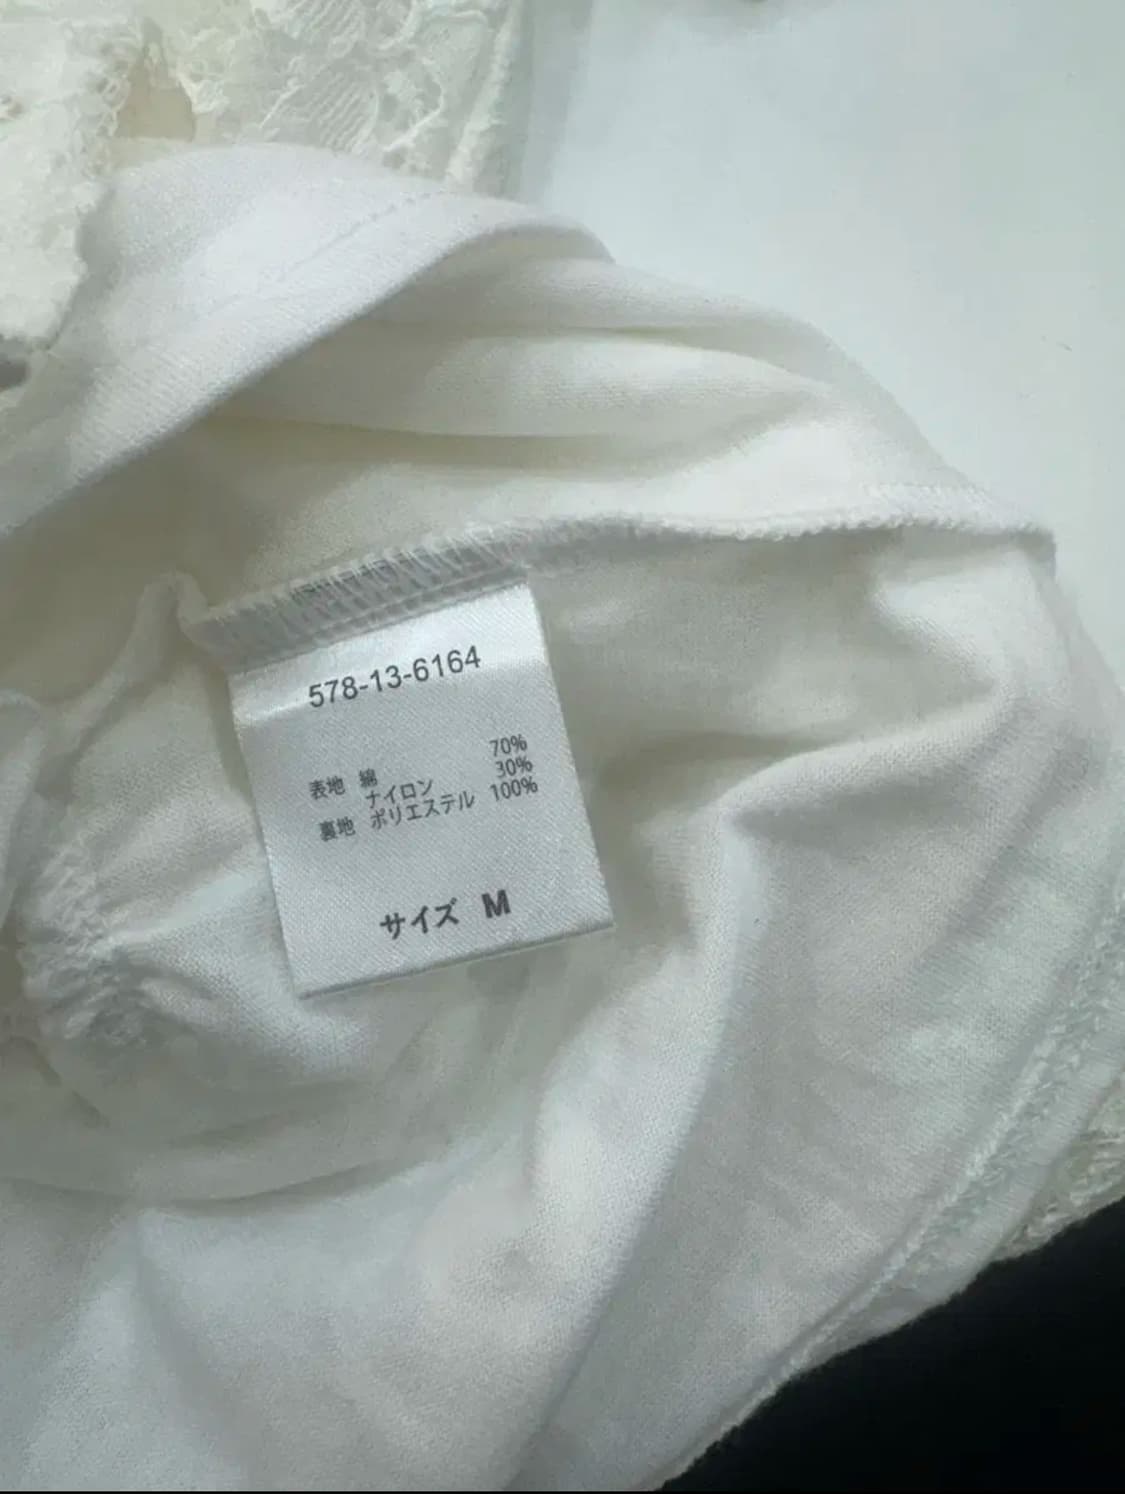 578-13-6164
表地 綿 70%
ナイロン 30%
裏地 ポリエステル 100%
サイズ M